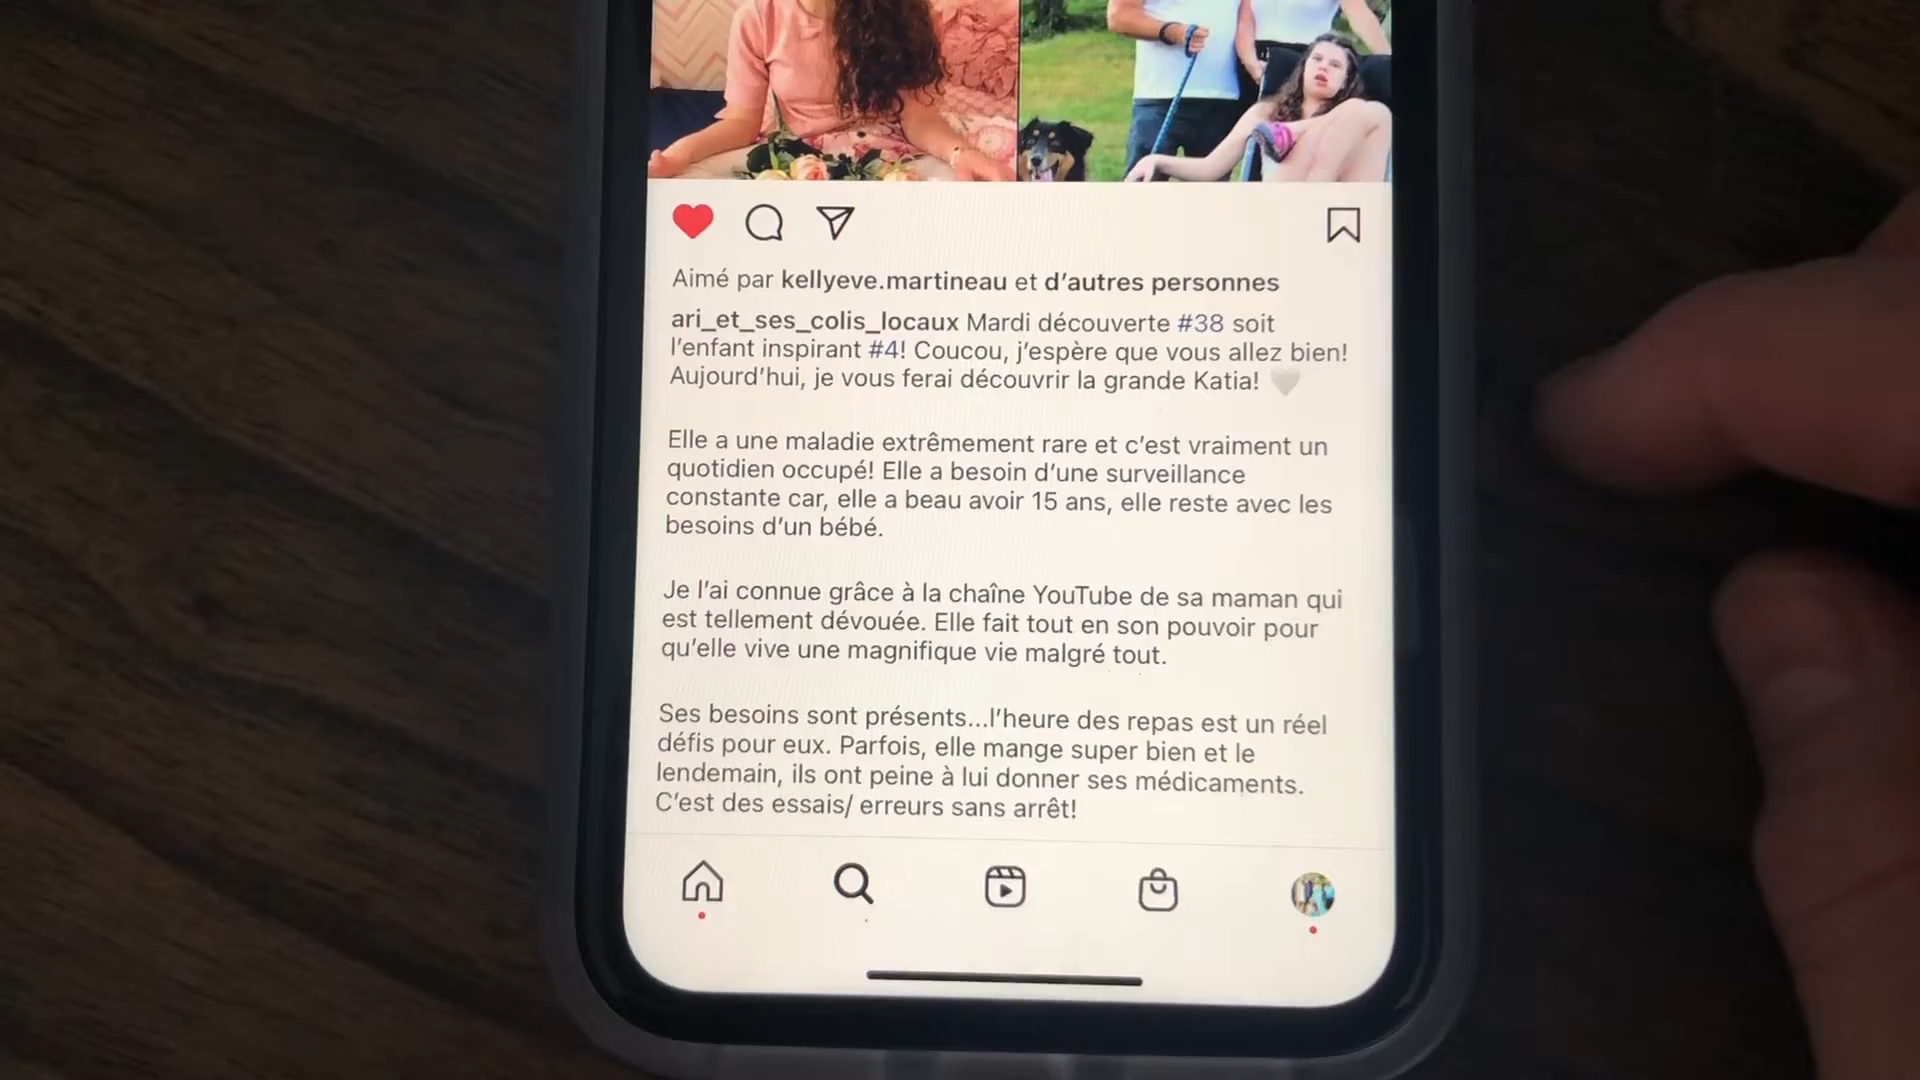 Aimé par kellyeve.martineau et d'autres personnes
ari_et_ses_colis_locaux Mardi découverte #38 soit
l'enfant inspirant #4! Coucou, j'espère que vous allez bien!
Aujourd'hui, je vous ferai découvrir la grande Katia! 🤍
Elle a une maladie extrêmement rare et c'est vraiment un
quotidien occupé! Elle a besoin d'une surveillance
constante car, elle a beau avoir 15 ans, elle reste avec les
besoins d'un bébé.
Je l'ai connue grâce à la chaîne YouTube de sa maman qui
est tellement dévouée. Elle fait tout en son pouvoir pour
qu'elle vive une magnifique vie malgré tout.
Ses besoins sont présents...l'heure des repas est un réel
défis pour eux. Parfois, elle mange super bien et le
lendemain, ils ont peine à lui donner ses médicaments.
C'est des essais/ erreurs sans arrêt!